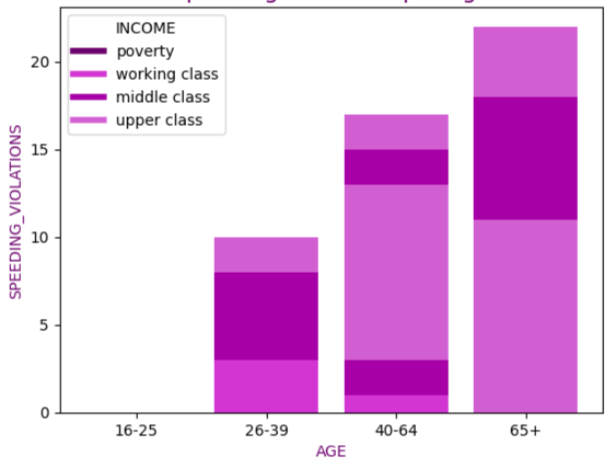 INCOME
poverty
working class
middle class
upper class
SPEEDING_VIOLATIONS
20
15
10
5
0
16-25
26-39
40-64
65+
AGE